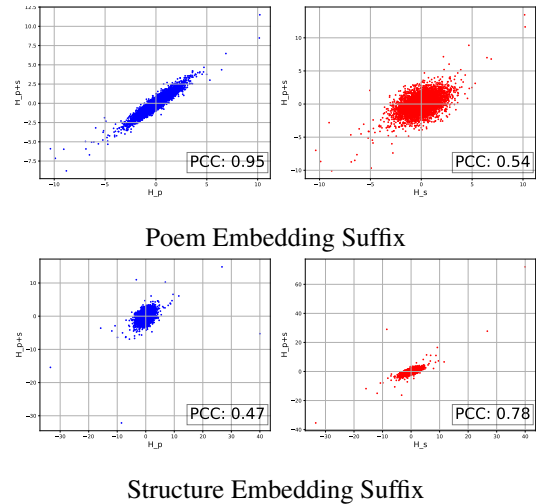 12.5
10.0
7.5
5.0
2.5
0.0
−2.5
−5.0
−7.5
H_p+s
PCC: 0.95
−10 −5 0 5 10
H_p
10
5
0
−5
−10
H_p+s
PCC: 0.54
−5 0 5 10
H_s
Poem Embedding Suffix
10
0
−10
−20
−30
H_p+s
PCC: 0.47
−30 −20 −10 0 10 20 30 40
H_p
60
40
20
0
−20
−40
H_p+s
PCC: 0.78
−30 −20 −10 0 10 20 30 40
H_s
Structure Embedding Suffix